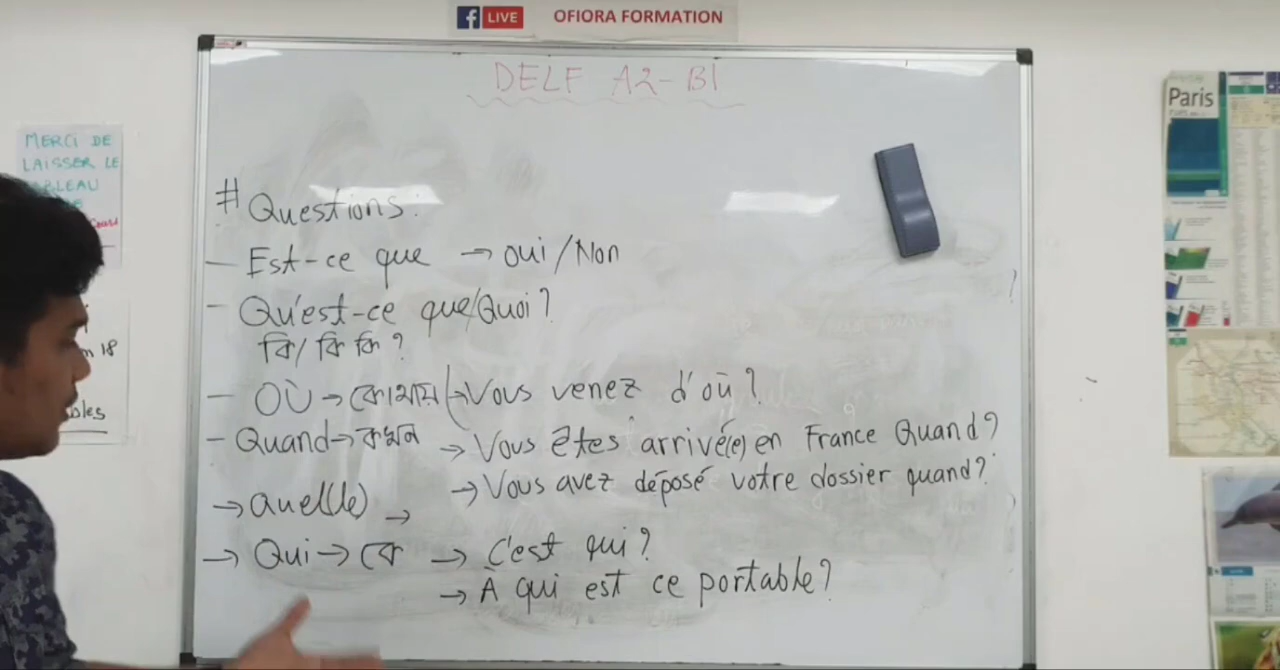 LIVE OFIORA FORMATION
DELF A2-B1
MERCI DE
LAISSER LE
TABLEAU
# Questions:
- Est-ce que → oui/Non
- Qu'est-ce que/Quoi?
কি/ কি কি ?
- OÙ → কোথায় → Vous venez d'où?
- Quand → কখন → Vous êtes arrivé(e) en France Quand?
→ Vous avez déposé votre dossier quand?
→ Quel(le) →
→ Qui → কে → C'est qui?
→ À qui est ce portable?
18
Paris